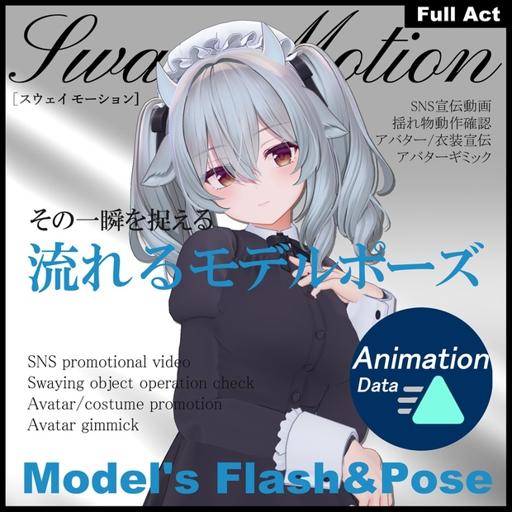 Full Act
Sway Motion
[スウェイ モーション]
SNS宣伝動画
揺れ物動作確認
アバター/衣装宣伝
アバターギミック
その一瞬を捉える
流れるモデルポーズ
SNS promotional video
Swaying object operation check
Avatar/costume promotion
Avatar gimmick
Animation
Data
Model's Flash&Pose